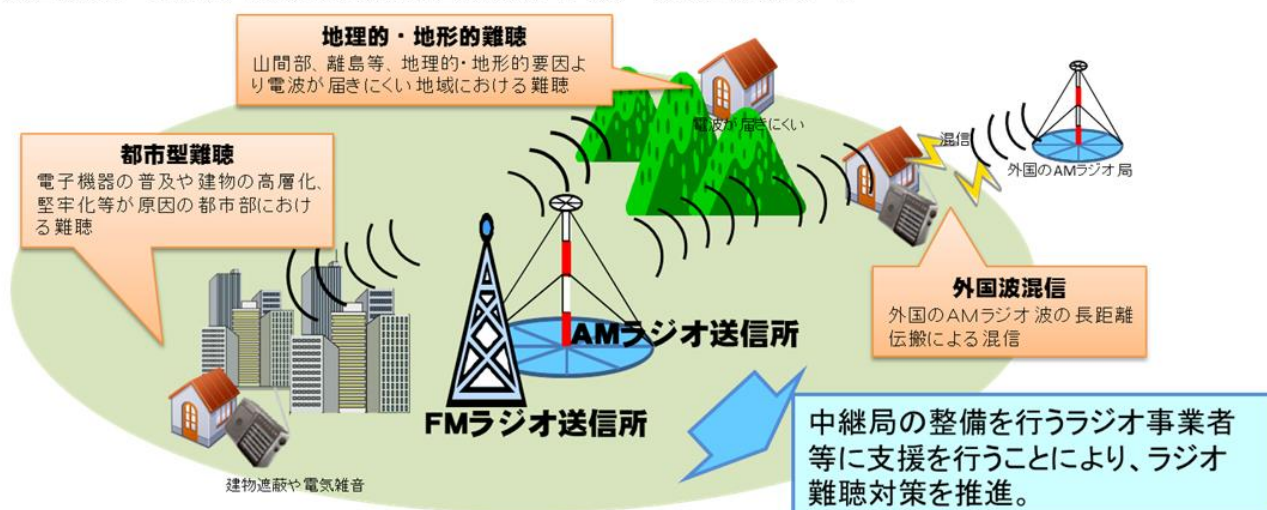 地理的・地形的難聴
山間部、離島等、地理的・地形的要因よ
り電波が届きにくい地域における難聴
電波が届きにくい
混信
外国のAMラジオ局
都市型難聴
電子機器の普及や建物の高層化、
堅牢化等が原因の都市部におけ
る難聴
外国波混信
外国のAMラジオ波の長距離
伝搬による混信
AMラジオ送信所
FMラジオ送信所
建物遮蔽や電気雑音
中継局の整備を行うラジオ事業者
等に支援を行うことにより、ラジオ
難聴対策を推進。